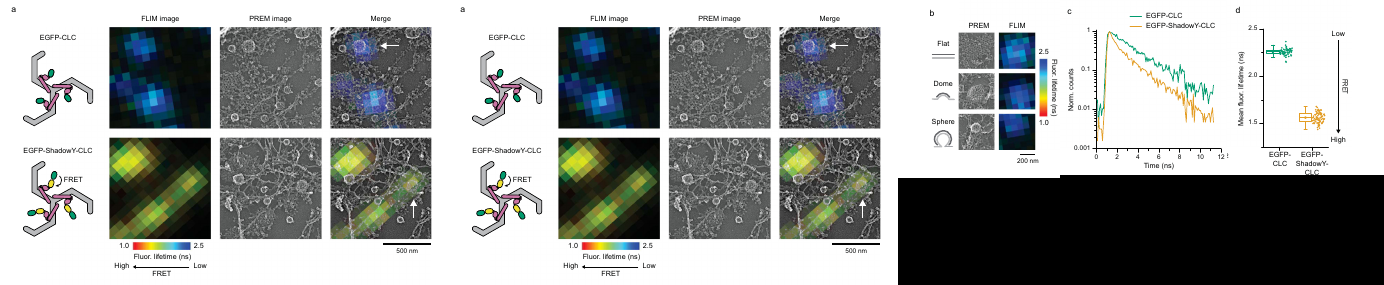 a
FLIM image
PREM image
Merge
EGFP-CLC
EGFP-ShadowY-CLC
FRET
1.0
2.5
Fluor. lifetime (ns)
High
Low
FRET
500 nm
a
FLIM image
PREM image
Merge
EGFP-CLC
EGFP-ShadowY-CLC
FRET
1.0
2.5
Fluor. lifetime (ns)
High
Low
FRET
500 nm
b
PREM
FLIM
Flat
Dome
Sphere
2.5
1.0
Fluor. lifetime (ns)
200 nm
c
EGFP-CLC
EGFP-ShadowY-CLC
Norm. counts
1
0.1
0.01
0.001
0 2 4 6 8 10 12
Time (ns)
d
Mean fluor. lifetime (ns)
2.5
2.0
1.5
EGFP-
CLC
EGFP-
ShadowY-
CLC
Low
FRET
High